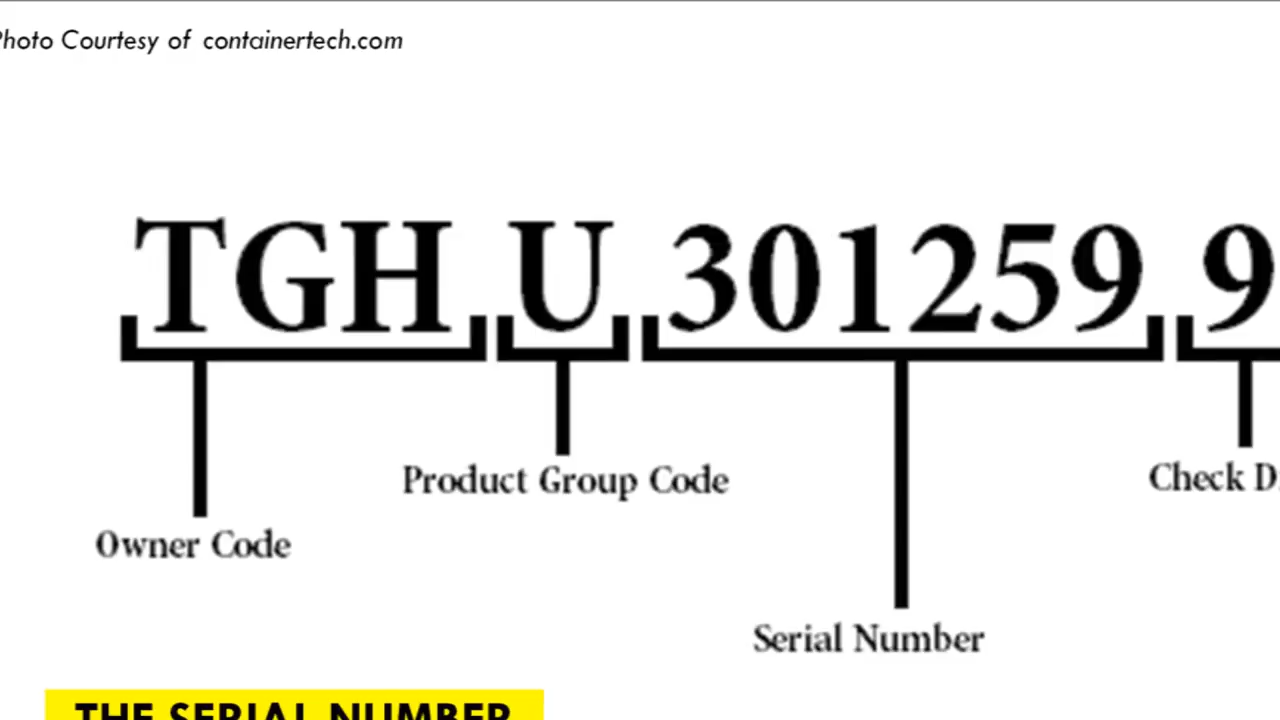 Photo Courtesy of containertech.com
TGH U 301259 9
Product Group Code
Check D
Owner Code
Serial Number
THE SERIAL NUMBER